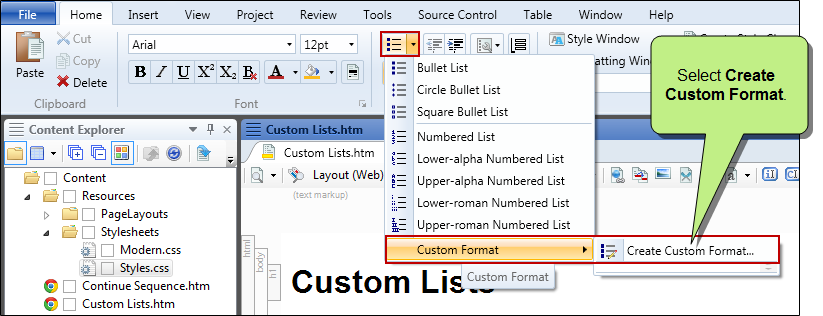 File Home Insert View Project Review Tools Source Control Table Window Help
Paste
Cut
Copy
Delete
Clipboard
Arial 12pt
B I U X² X₂ A
Font
Style Window
Select Create
Custom Format.
Bullet List
Circle Bullet List
Square Bullet List
Numbered List
Lower-alpha Numbered List
Upper-alpha Numbered List
Lower-roman Numbered List
Upper-roman Numbered List
Custom Format
Create Custom Format...
Custom Format
Content Explorer
Content
Resources
PageLayouts
Stylesheets
Modern.css
Styles.css
Continue Sequence.htm
Custom Lists.htm
Custom Lists.htm
Custom Lists.htm
Layout (Web)
(text markup)
html
body
h1
Custom Lists